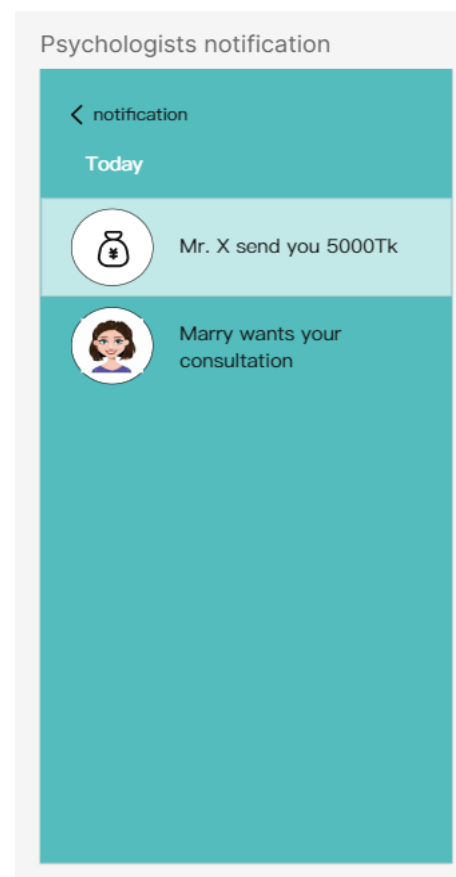 Psychologists notification
notification
Today
¥
Mr. X send you 5000Tk
Marry wants your
consultation